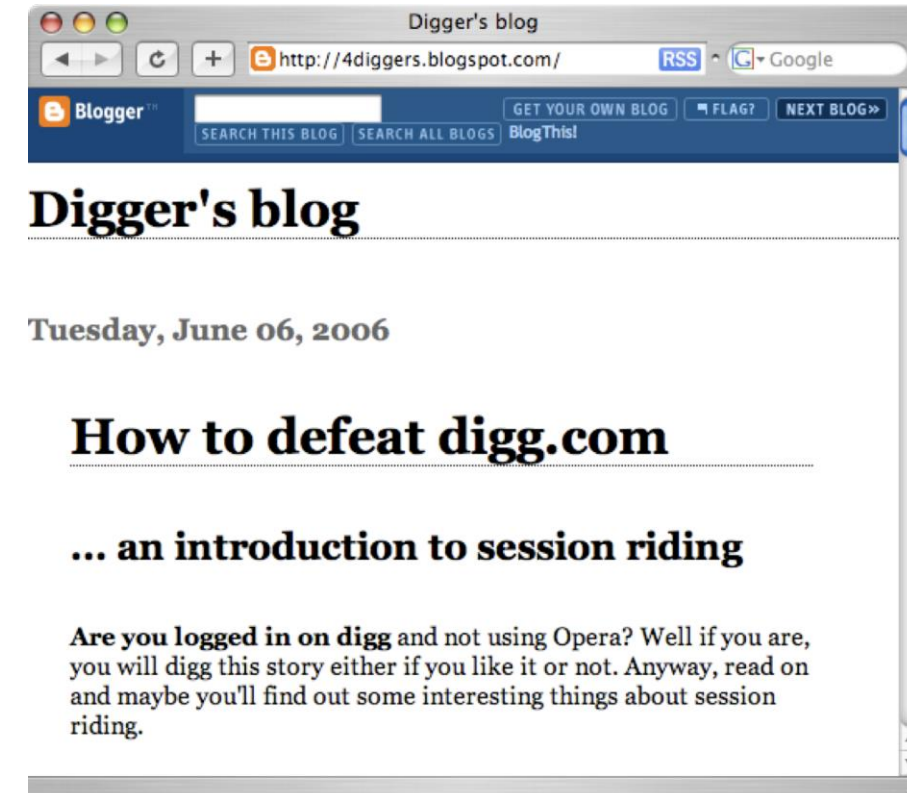 Digger's blog
http://4diggers.blogspot.com/ RSS Google
Blogger™ GET YOUR OWN BLOG FLAG? NEXT BLOG»
SEARCH THIS BLOG SEARCH ALL BLOGS BlogThis!
Digger's blog
Tuesday, June 06, 2006
How to defeat digg.com
... an introduction to session riding
Are you logged in on digg and not using Opera? Well if you are,
you will digg this story either if you like it or not. Anyway, read on
and maybe you'll find out some interesting things about session
riding.